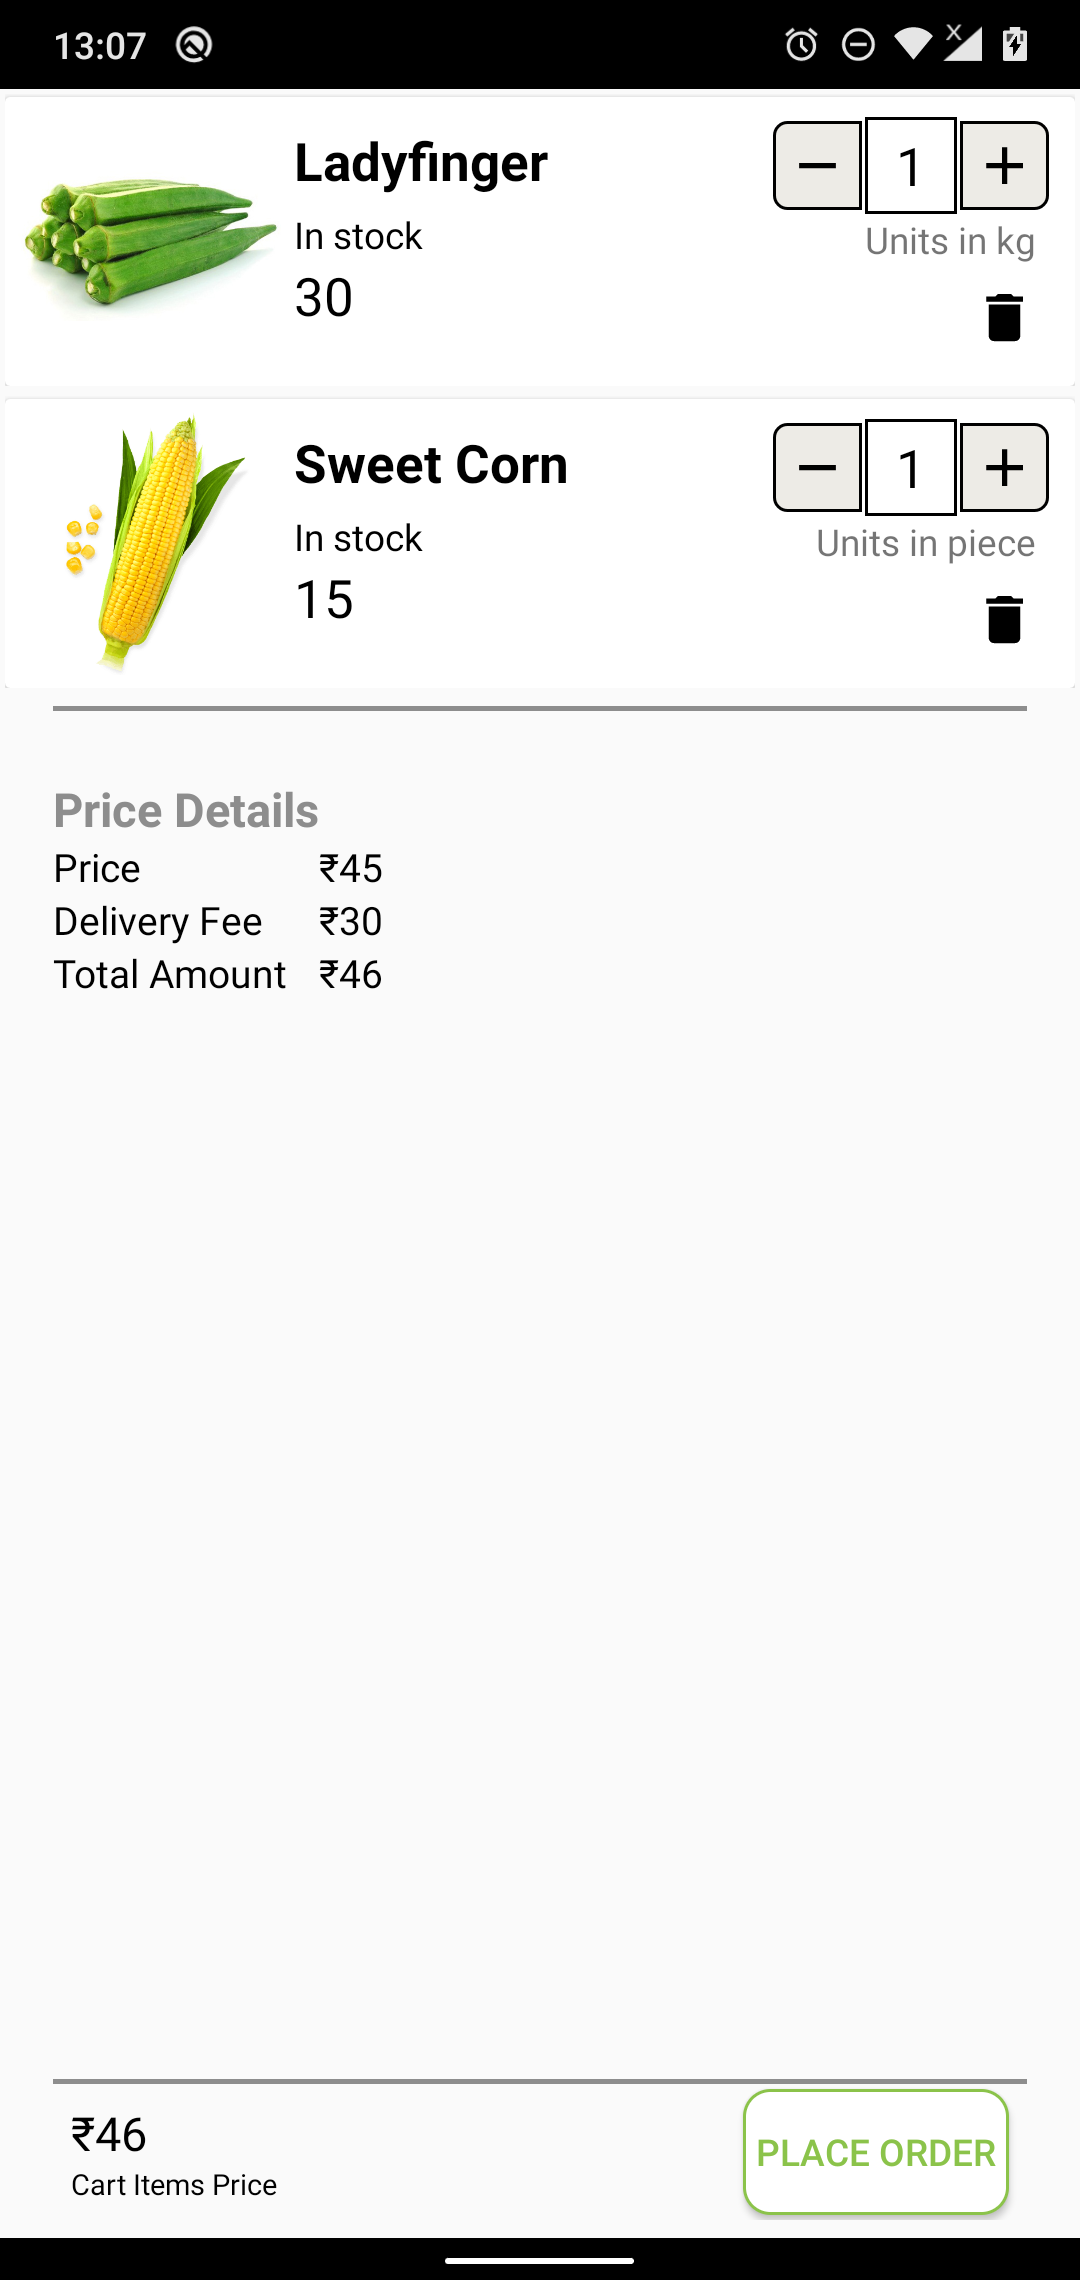 13:07
Ladyfinger
1
In stock
Units in kg
30
Sweet Corn
1
In stock
Units in piece
15
Price Details
Price ₹45
Delivery Fee ₹30
Total Amount ₹46
₹46
Cart Items Price
PLACE ORDER